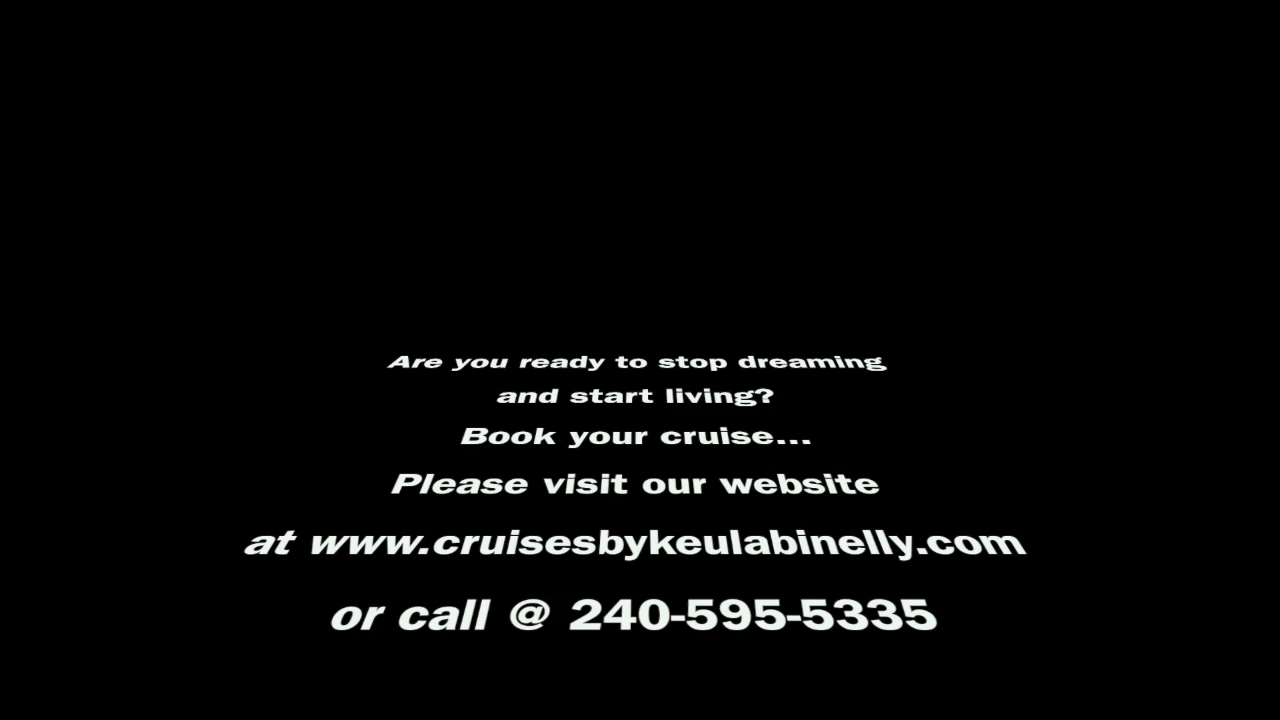 Are you ready to stop dreaming
and start living?
Book your cruise...
Please visit our website
at www.cruisesbykeulabinelly.com
or call @ 240-595-5335